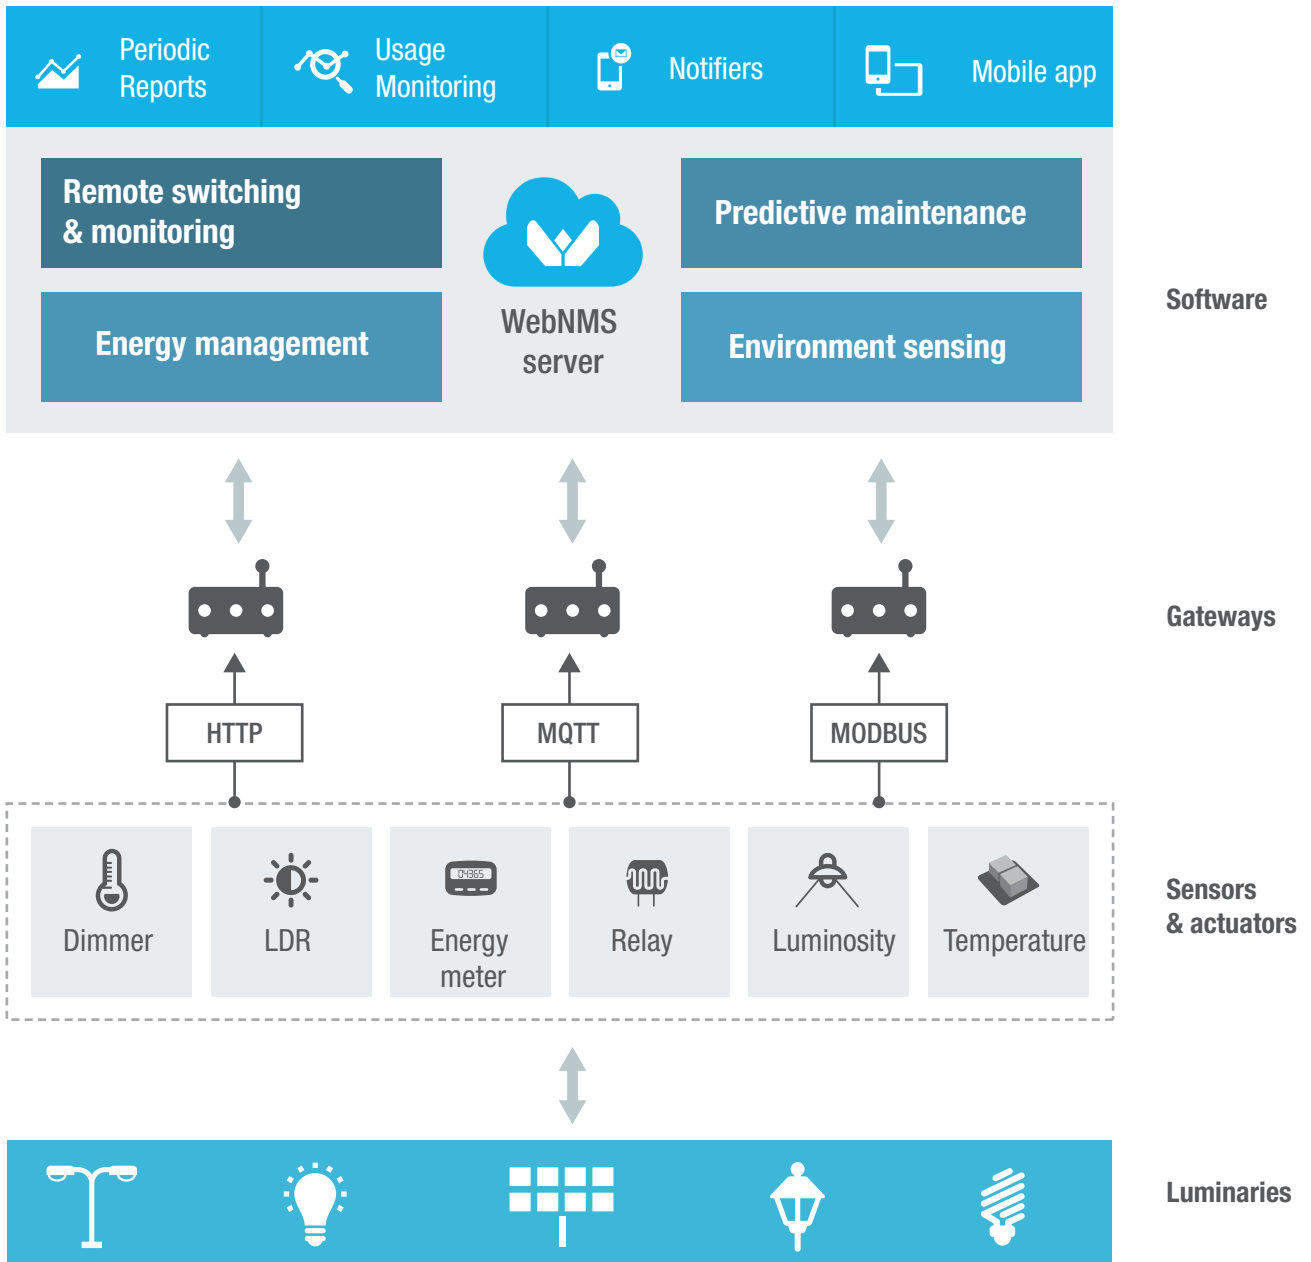 Periodic
Reports
Usage
Monitoring
Notifiers
Mobile app
Remote switching
& monitoring
Predictive maintenance
Energy management
WebNMS
server
Environment sensing
Software
Gateways
HTTP
MQTT
MODBUS
04365
Dimmer
LDR
Energy
meter
Relay
Luminosity
Temperature
Sensors
& actuators
Luminaries